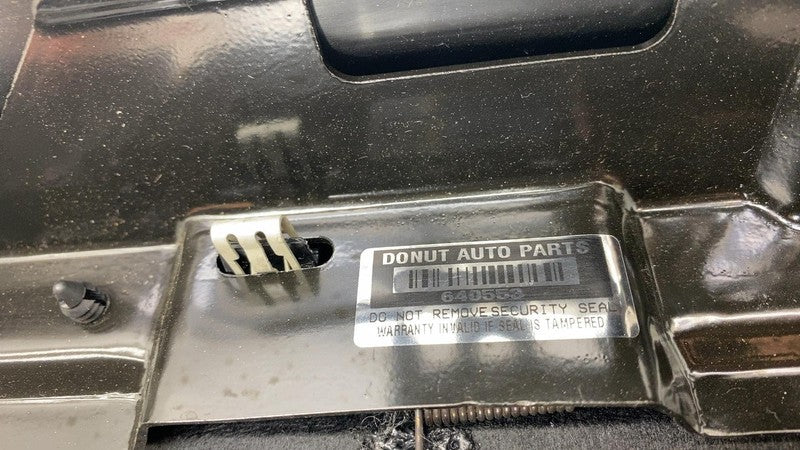 DONUT AUTO PARTS
640553
DO NOT REMOVE SECURITY SEAL
WARRANTY INVALID IF SEAL IS TAMPERED